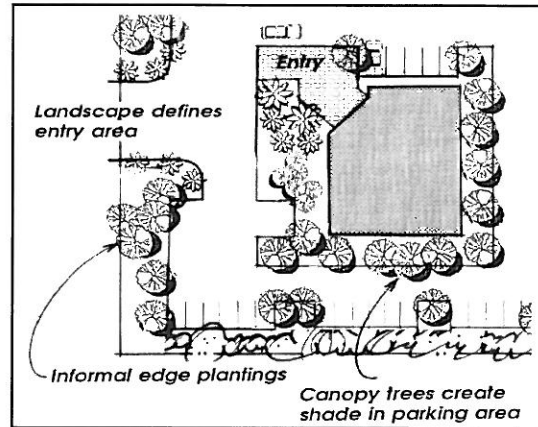 Entry
Landscape defines
entry area
Informal edge plantings
Canopy trees create
shade in parking area